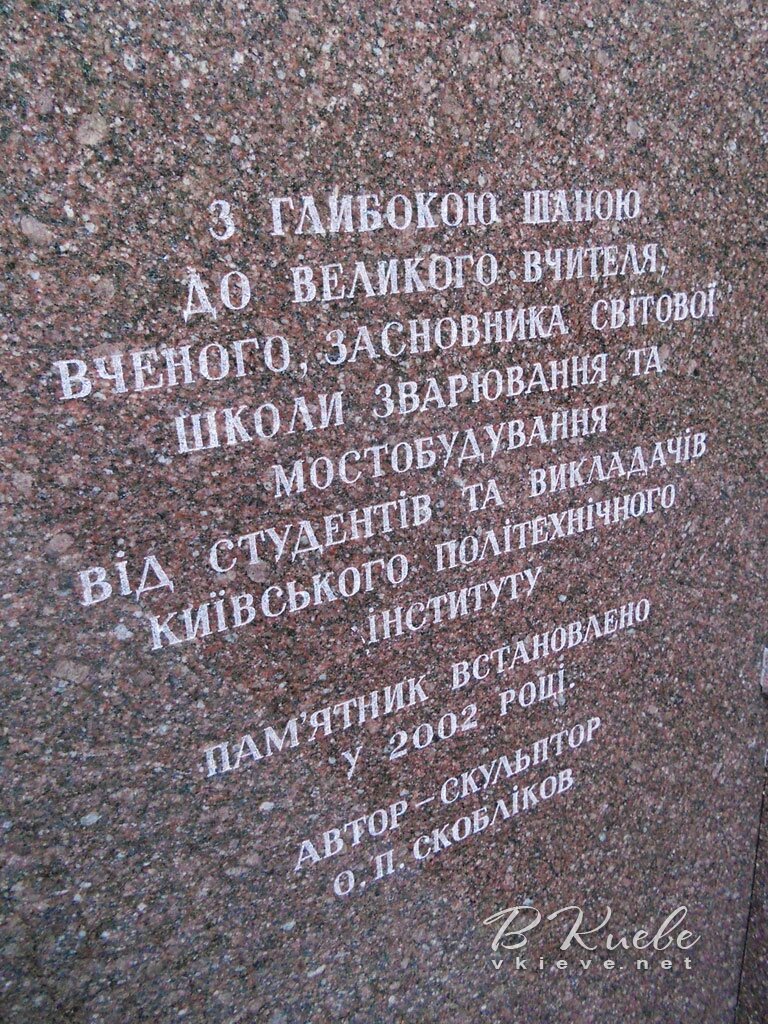 З ГЛИБОКОЮ ШАНОЮ
ДО ВЕЛИКОГО ВЧИТЕЛЯ,
ВЧЕНОГО, ЗАСНОВНИКА СВІТОВОЇ
ШКОЛИ ЗВАРЮВАННЯ ТА
МОСТОБУДУВАННЯ
ВІД СТУДЕНТІВ ТА ВИКЛАДАЧІВ
КИЇВСЬКОГО ПОЛІТЕХНІЧНОГО
ІНСТИТУТУ
ПАМ'ЯТНИК ВСТАНОВЛЕНО
У 2002 РОЦІ.
АВТОР – СКУЛЬПТОР
О. П. СКОБЛІКОВ
В Киеве
vkieve.net